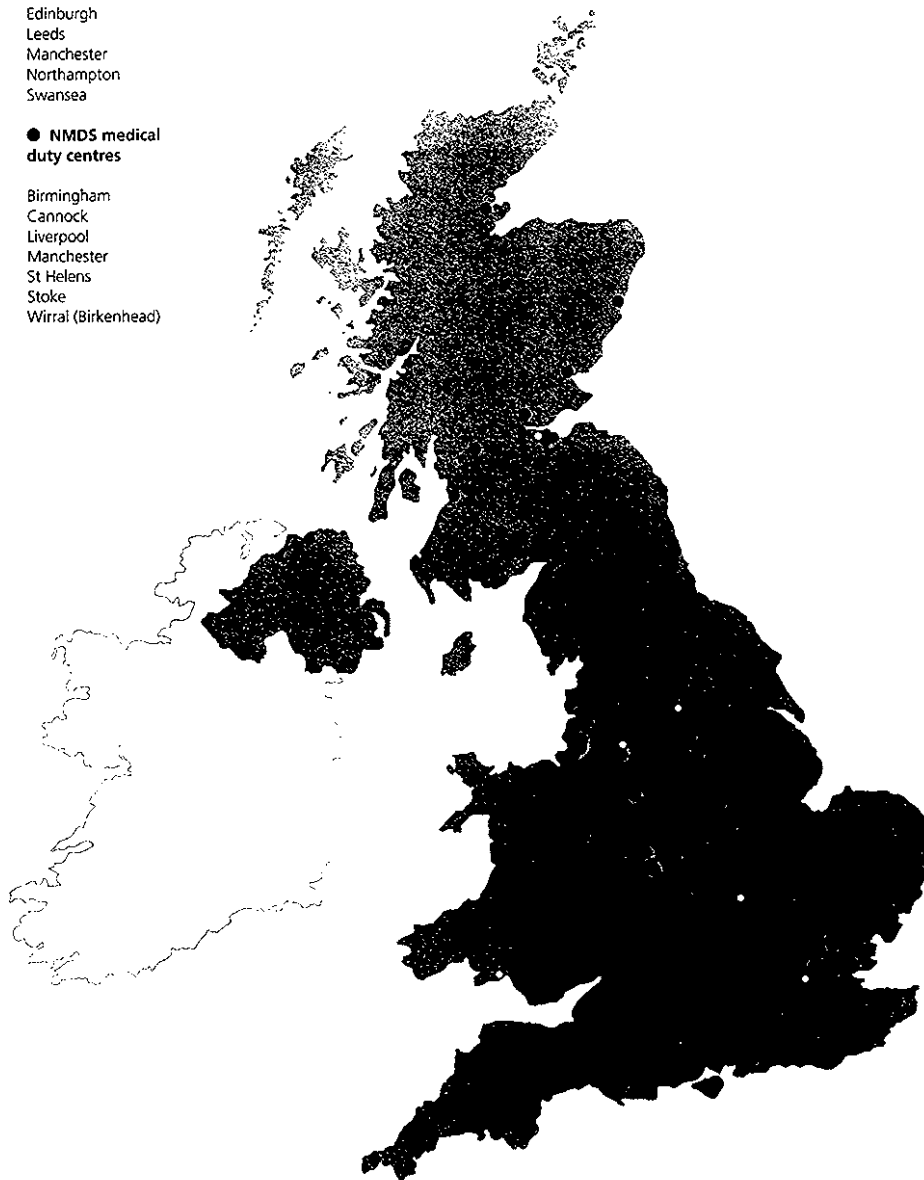 Edinburgh
Leeds
Manchester
Northampton
Swansea
● NMDS medical
duty centres
Birmingham
Cannock
Liverpool
Manchester
St Helens
Stoke
Wirral (Birkenhead)